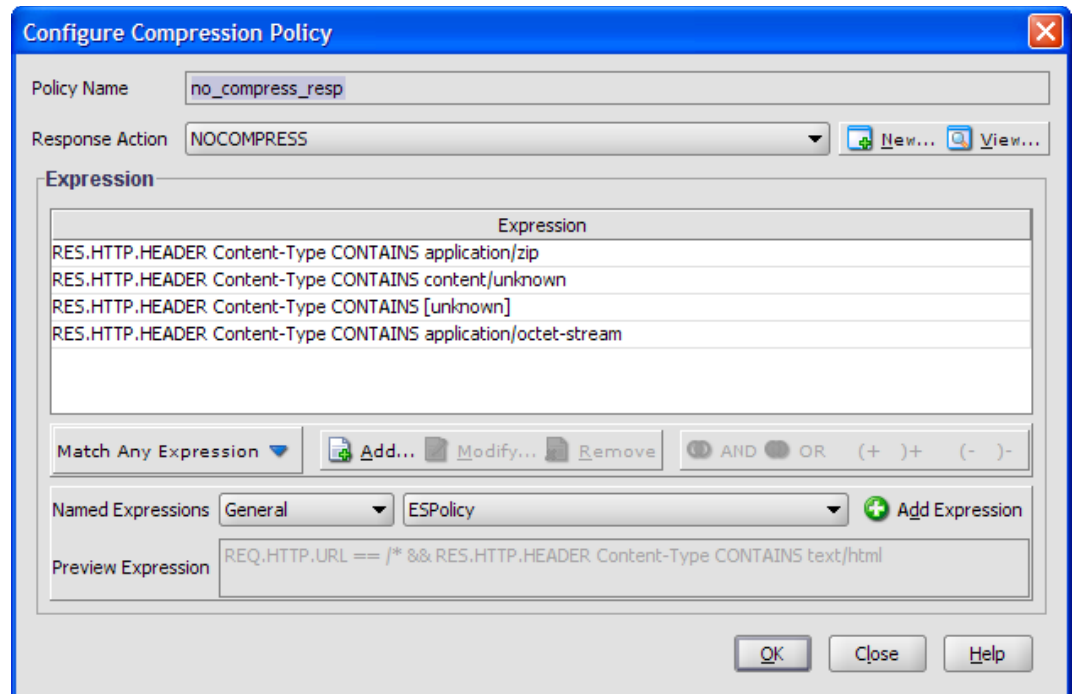 Configure Compression Policy
Policy Name no_compress_resp
Response Action NOCOMPRESS New... View...
Expression
Expression
RES.HTTP.HEADER Content-Type CONTAINS application/zip
RES.HTTP.HEADER Content-Type CONTAINS content/unknown
RES.HTTP.HEADER Content-Type CONTAINS [unknown]
RES.HTTP.HEADER Content-Type CONTAINS application/octet-stream
Match Any Expression Add... Modify... Remove AND OR (+ )+ (- )-
Named Expressions General ESPolicy Add Expression
Preview Expression REQ.HTTP.URL == /* && RES.HTTP.HEADER Content-Type CONTAINS text/html
OK Close Help